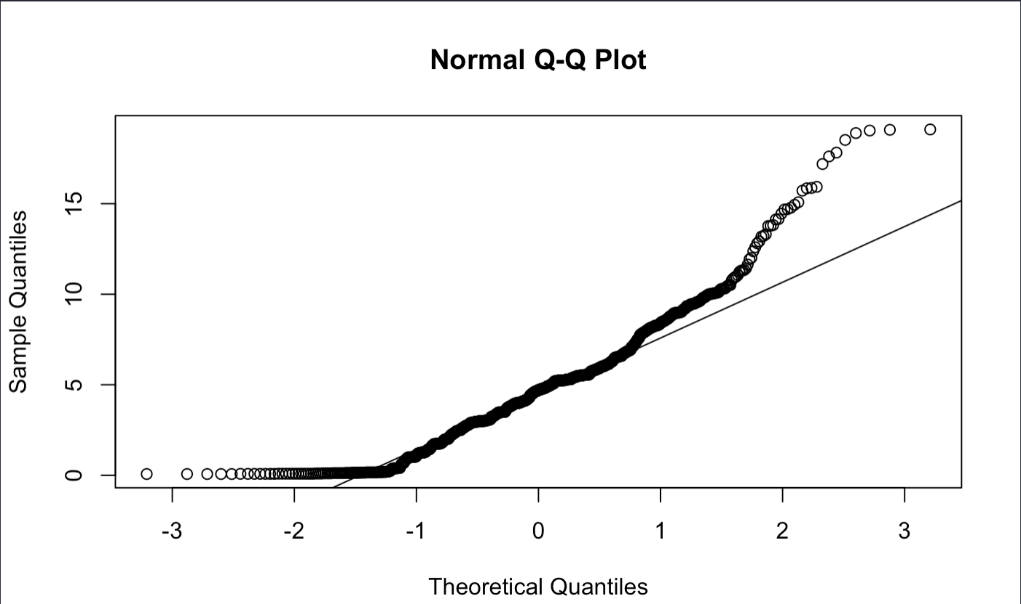 Normal Q-Q Plot
Sample Quantiles
15
10
5
0
-3 -2 -1 0 1 2 3
Theoretical Quantiles